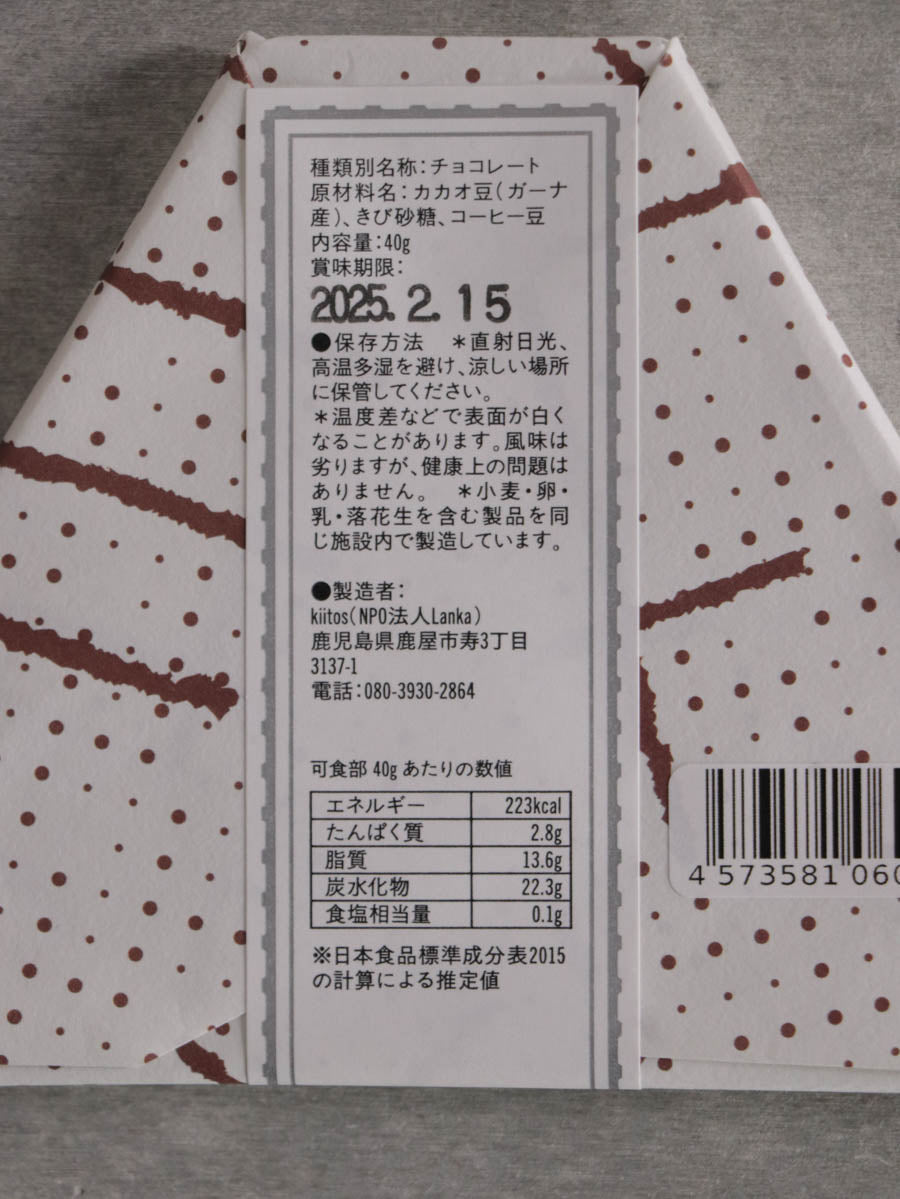 種類別名称:チョコレート
原材料名:カカオ豆(ガーナ
産)、きび砂糖、コーヒー豆
内容量:40g
賞味期限:
2025.2.15
●保存方法　＊直射日光、
高温多湿を避け、涼しい場所
に保管してください。
＊温度差などで表面が白く
なることがあります。風味は
劣りますが、健康上の問題は
ありません。　＊小麦・卵・
乳・落花生を含む製品を同
じ施設内で製造しています。
●製造者:
kiitos(NPO法人Lanka)
鹿児島県鹿屋市寿3丁目
3137-1
電話:080-3930-2864
可食部 40g あたりの数値
エネルギー 223kcal
たんぱく質 2.8g
脂質 13.6g
炭水化物 22.3g
食塩相当量 0.1g
※日本食品標準成分表2015
の計算による推定値
4 573581 060